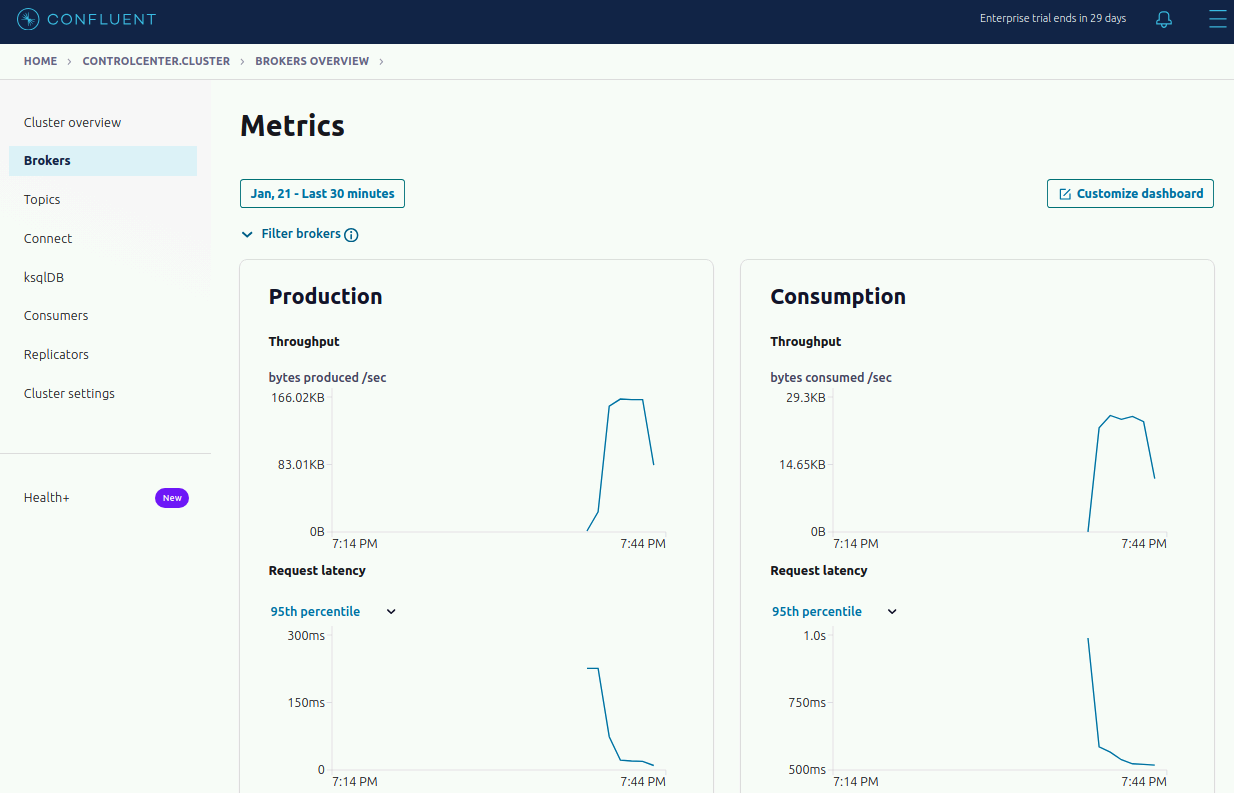 CONFLUENT
Enterprise trial ends in 29 days
HOME > CONTROLCENTER.CLUSTER > BROKERS OVERVIEW >
Cluster overview
Brokers
Topics
Connect
ksqlDB
Consumers
Replicators
Cluster settings
Health+ New
Metrics
Jan, 21 - Last 30 minutes
Customize dashboard
Filter brokers
Production
Throughput
bytes produced /sec
166.02KB
83.01KB
0B
7:14 PM 7:44 PM
Request latency
95th percentile
300ms
150ms
0
7:14 PM 7:44 PM
Consumption
Throughput
bytes consumed /sec
29.3KB
14.65KB
0B
7:14 PM 7:44 PM
Request latency
95th percentile
1.0s
750ms
500ms
7:14 PM 7:44 PM